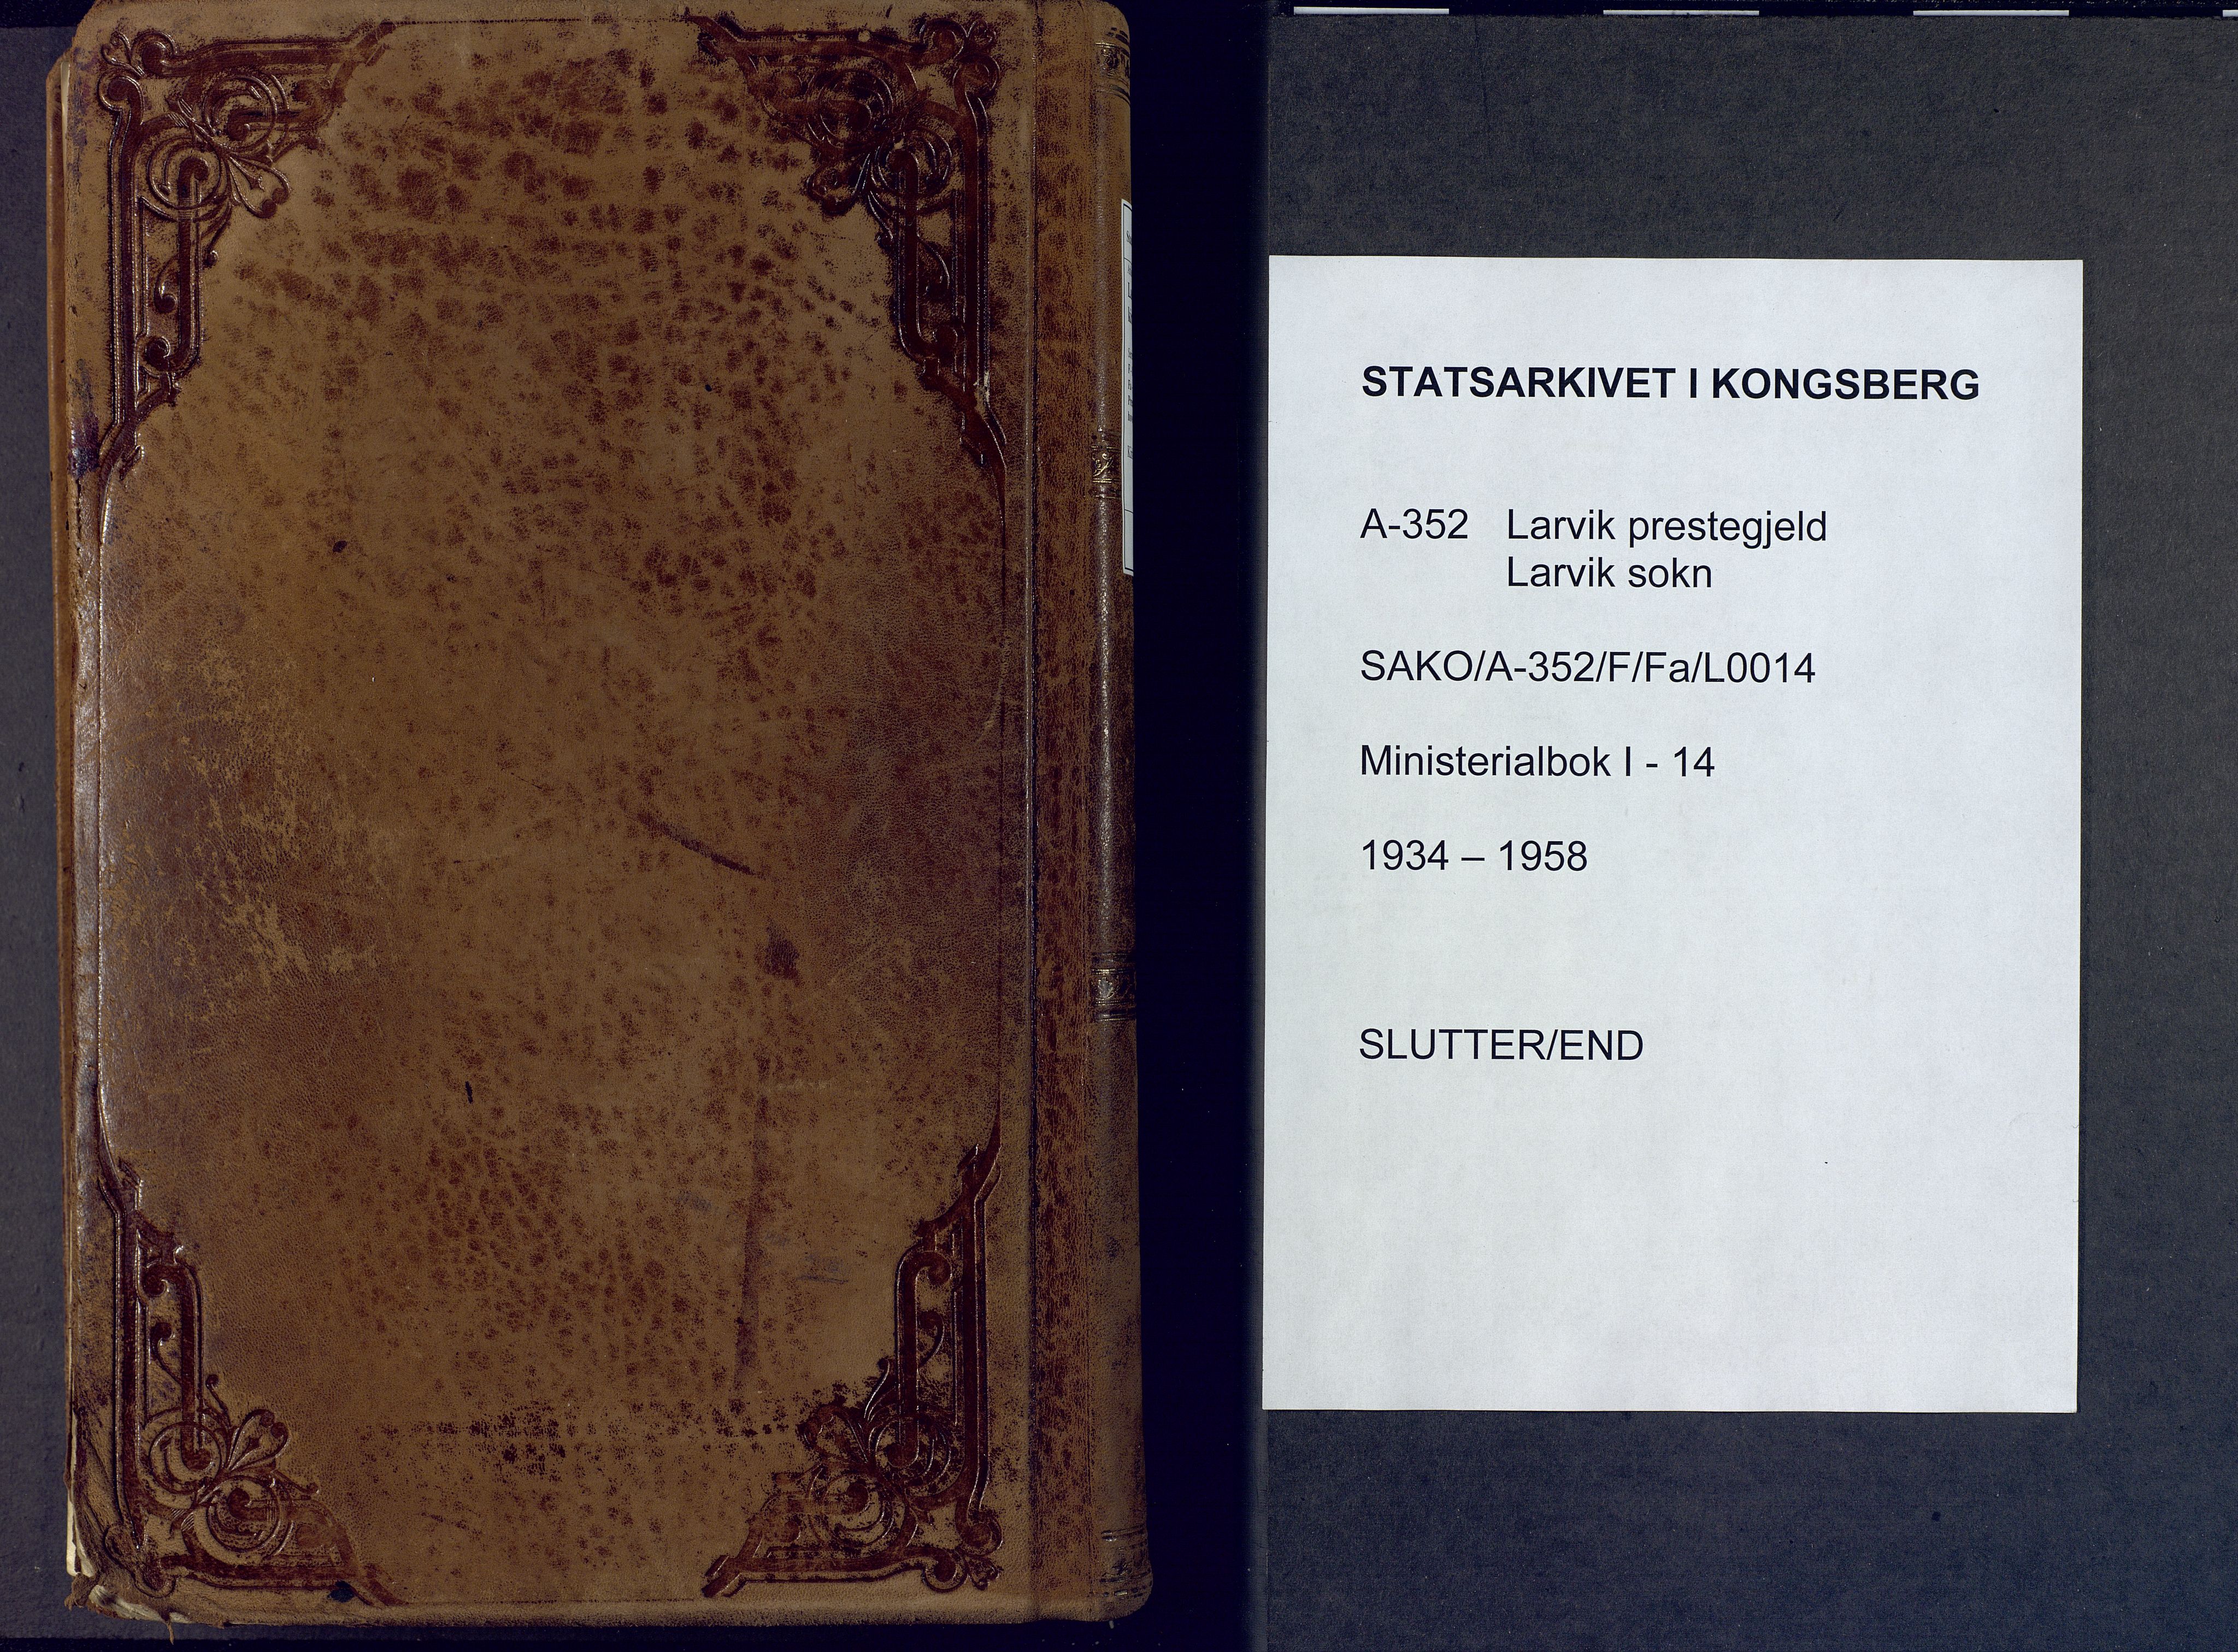 STATSARKIVET I KONGSBERG
A-352 Larvik prestegjeld
Larvik sokn
SAKO/A-352/F/Fa/L0014
Ministerialbok I - 14
1934 – 1958
SLUTTER/END